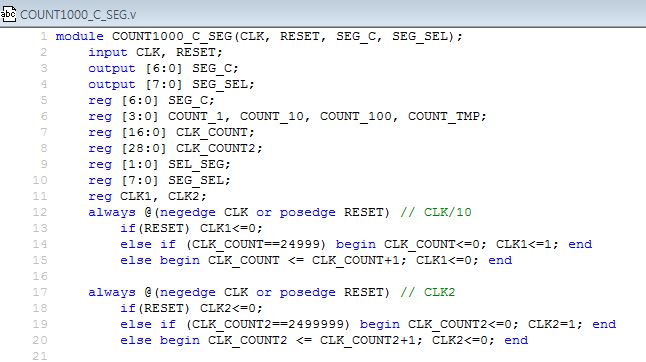 abc COUNT1000_C_SEG.v
1 module COUNT1000_C_SEG(CLK, RESET, SEG_C, SEG_SEL);
2 input CLK, RESET;
3 output [6:0] SEG_C;
4 output [7:0] SEG_SEL;
5 reg [6:0] SEG_C;
6 reg [3:0] COUNT_1, COUNT_10, COUNT_100, COUNT_TMP;
7 reg [16:0] CLK_COUNT;
8 reg [28:0] CLK_COUNT2;
9 reg [1:0] SEL_SEG;
10 reg [7:0] SEG_SEL;
11 reg CLK1, CLK2;
12 always @(negedge CLK or posedge RESET) // CLK/10
13 if(RESET) CLK1<=0;
14 else if (CLK_COUNT==24999) begin CLK_COUNT<=0; CLK1<=1; end
15 else begin CLK_COUNT <= CLK_COUNT+1; CLK1<=0; end
16
17 always @(negedge CLK or posedge RESET) // CLK2
18 if(RESET) CLK2<=0;
19 else if (CLK_COUNT2==2499999) begin CLK_COUNT2<=0; CLK2=1; end
20 else begin CLK_COUNT2 <= CLK_COUNT2+1; CLK2<=0; end
21